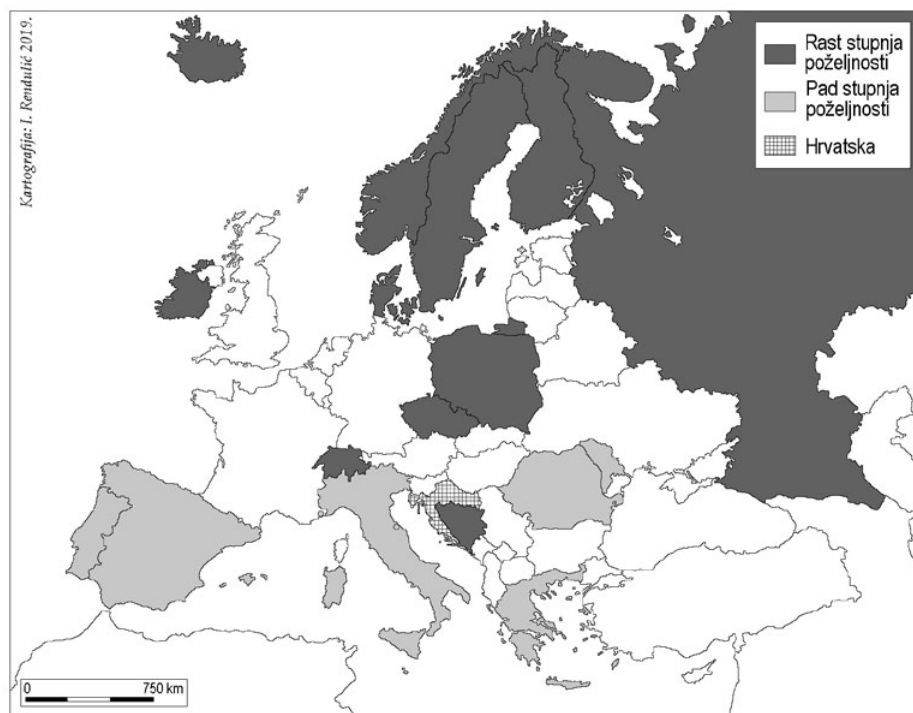 Kartografija: I. Rendulić 2019.
Rast stupnja
poželjnosti
Pad stupnja
poželjnosti
Hrvatska
0 750 km